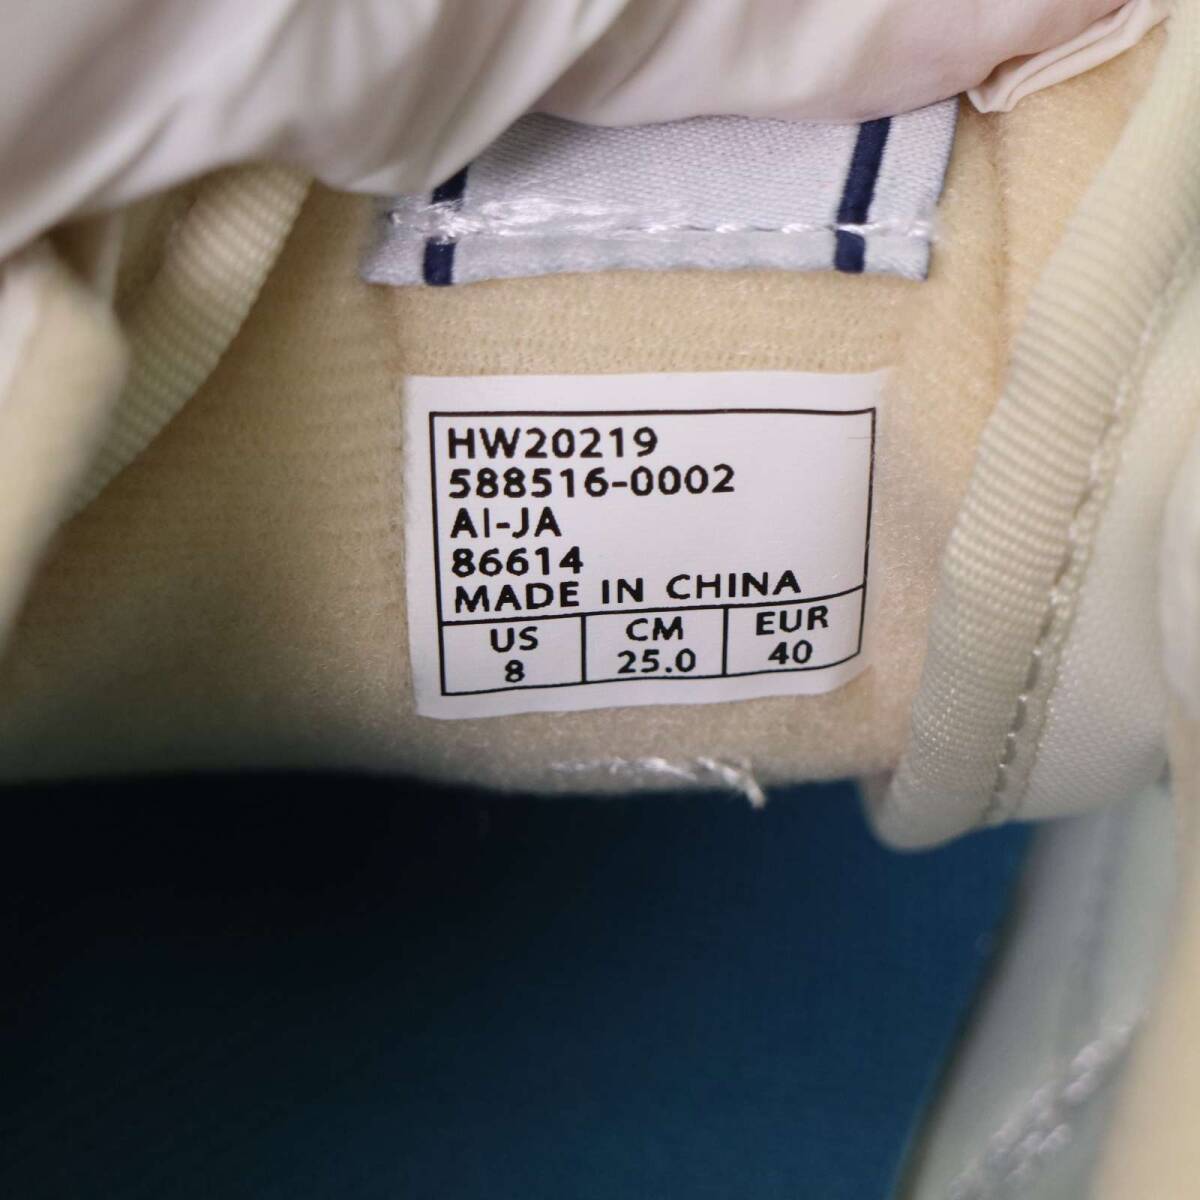 HW20219
588516-0002
AI-JA
86614
MADE IN CHINA
US CM EUR
8 25.0 40